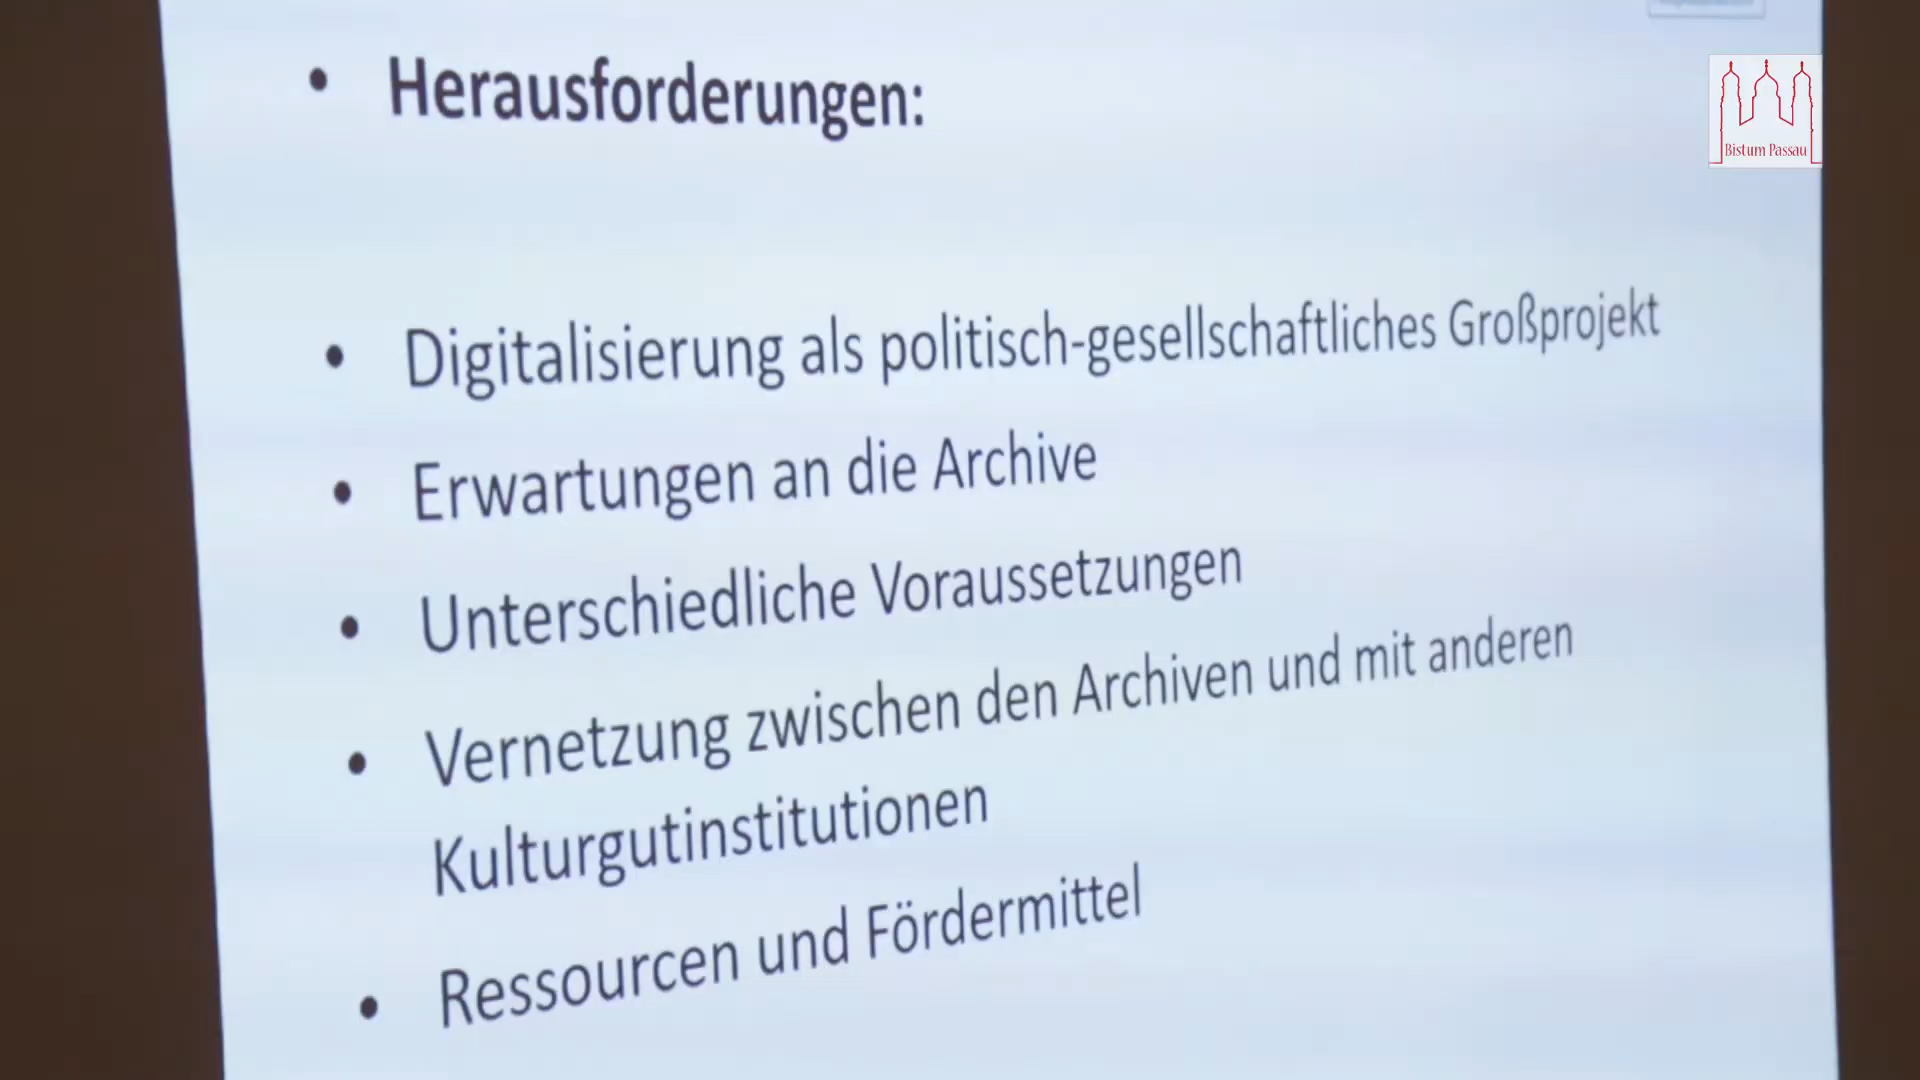 • Herausforderungen:
• Digitalisierung als politisch-gesellschaftliches Großprojekt
• Erwartungen an die Archive
• Unterschiedliche Voraussetzungen
• Vernetzung zwischen den Archiven und mit anderen
Kulturgutinstitutionen
• Ressourcen und Fördermittel
Bistum Passau